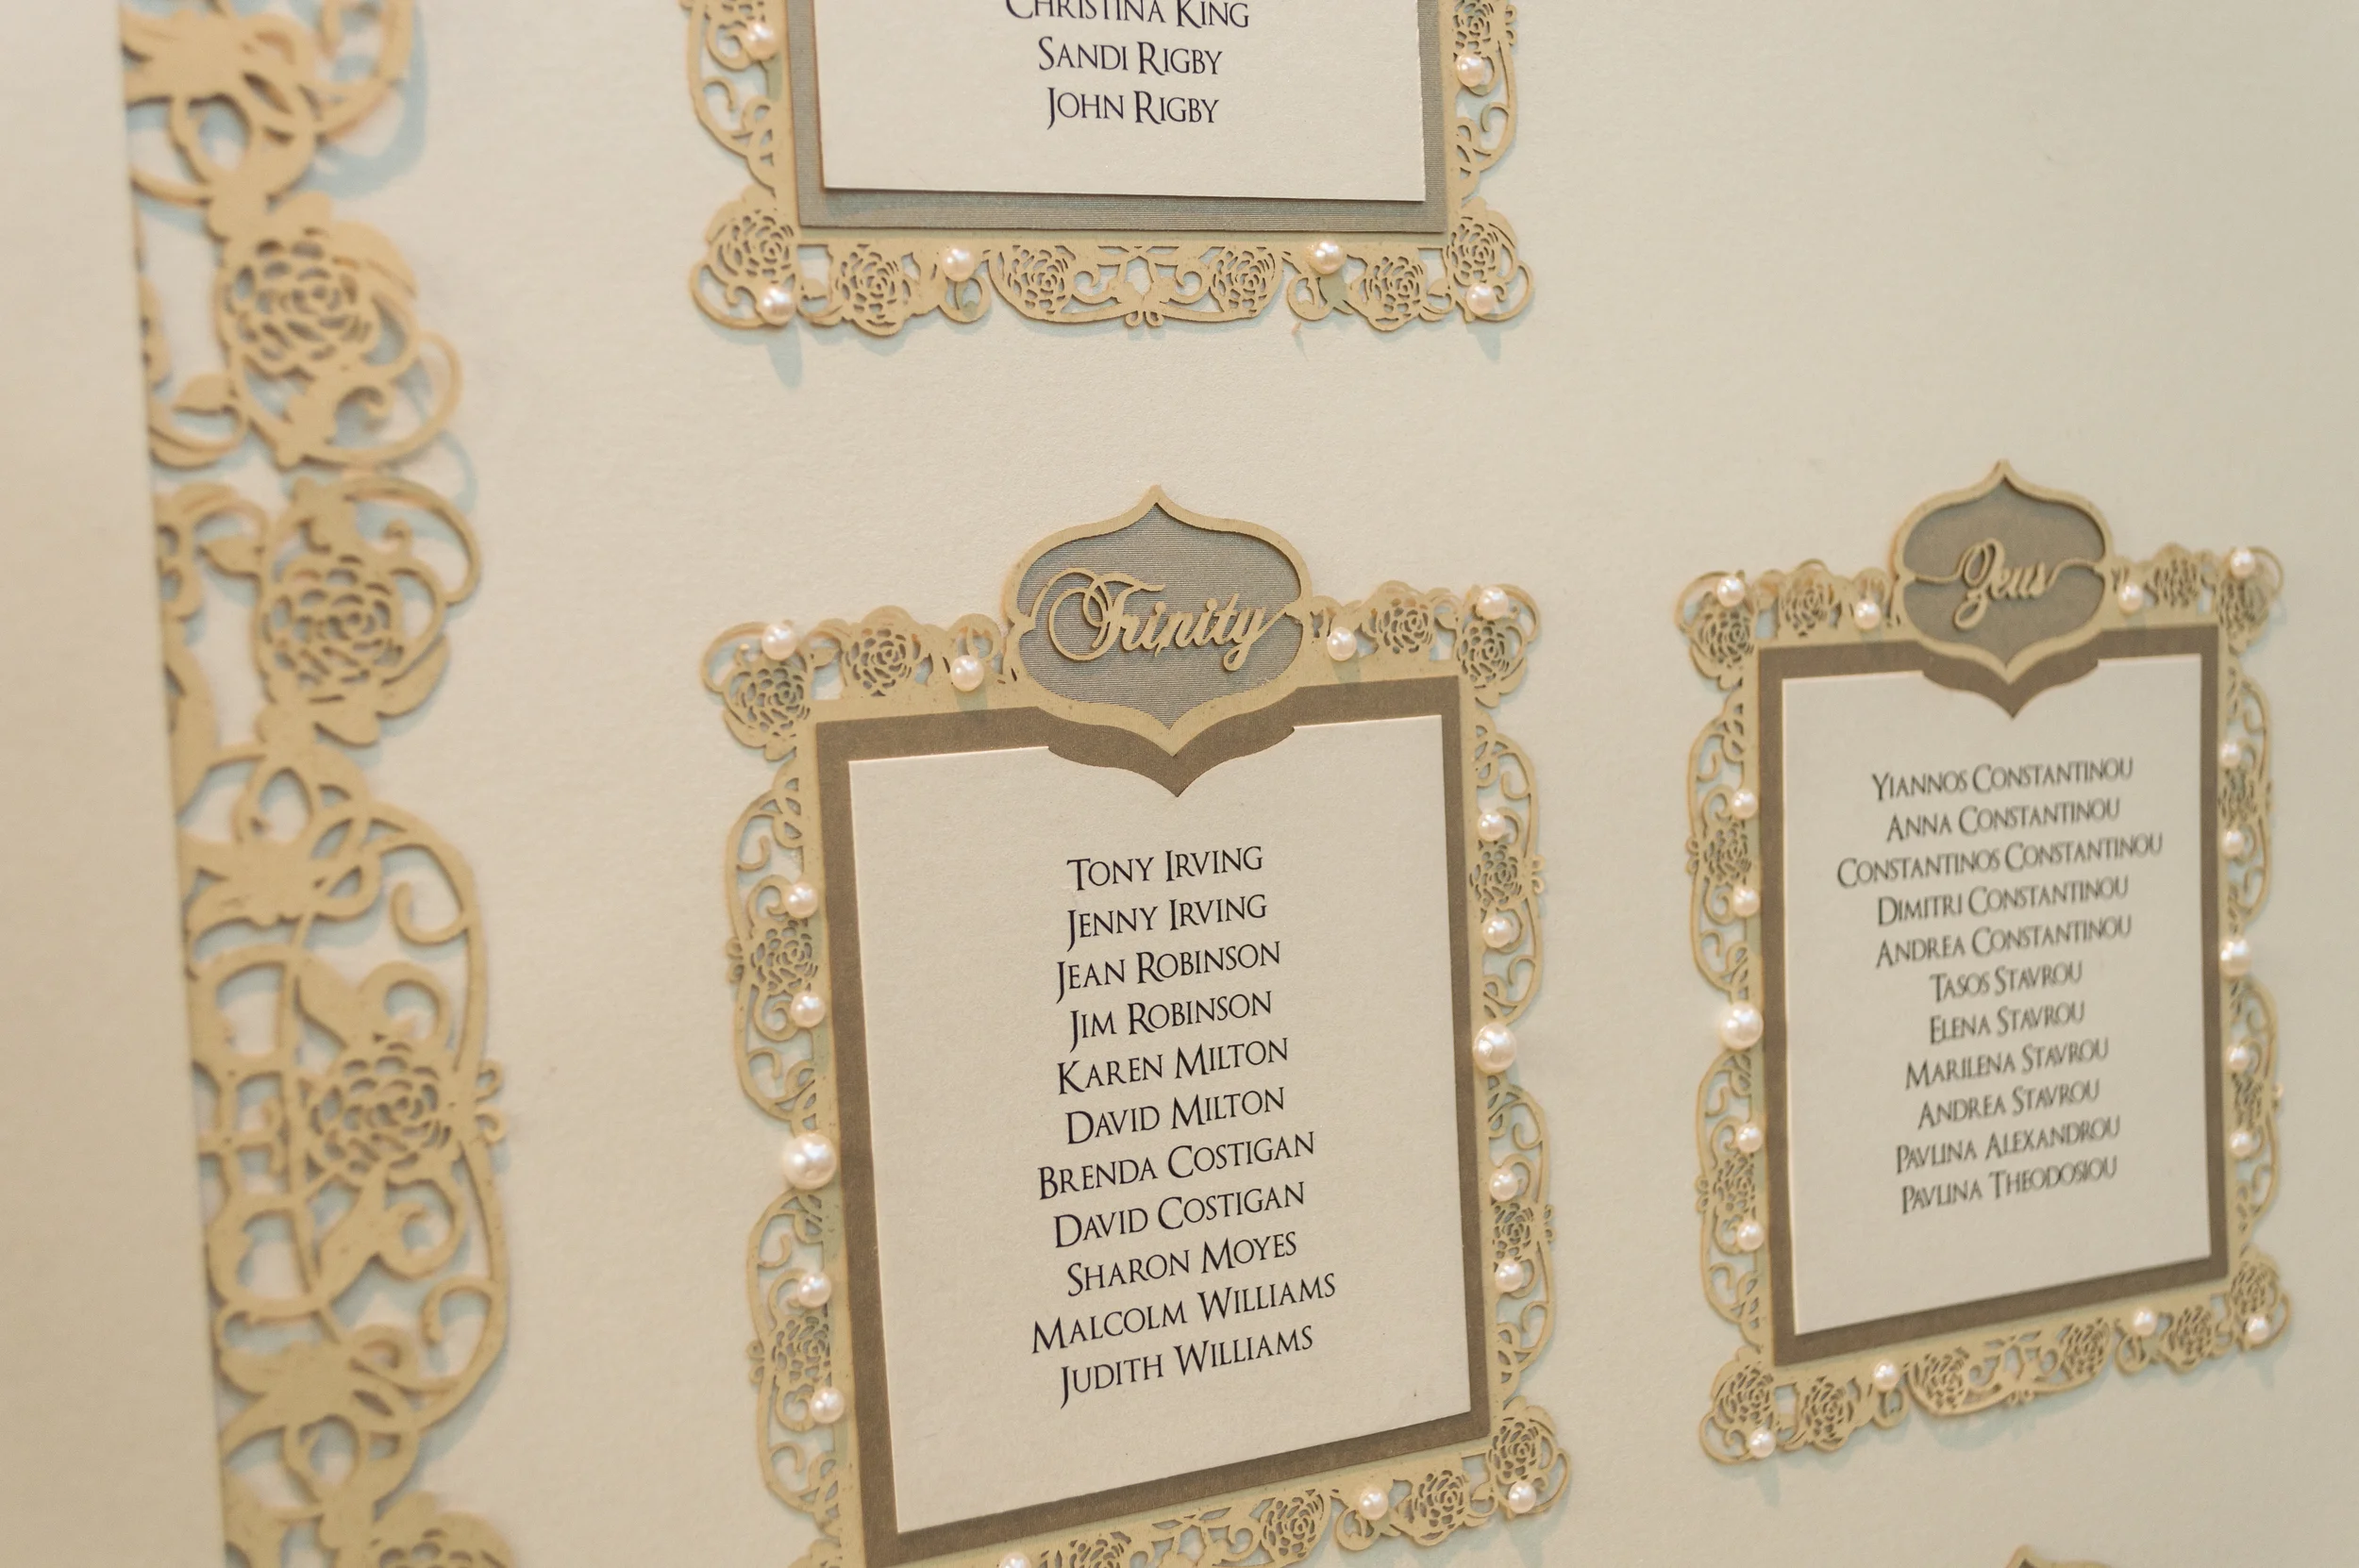 Christina King
Sandi Rigby
John Rigby
Trinity
Tony Irving
Jenny Irving
Jean Robinson
Jim Robinson
Karen Milton
David Milton
Brenda Costigan
David Costigan
Sharon Moyes
Malcolm Williams
Judith Williams
Zeus
Yiannos Constantinou
Anna Constantinou
Constantinos Constantinou
Dimitri Constantinou
Andrea Constantinou
Tasos Stavrou
Elena Stavrou
Marilena Stavrou
Andrea Stavrou
Pavlina Alexandrou
Pavlina Theodosiou